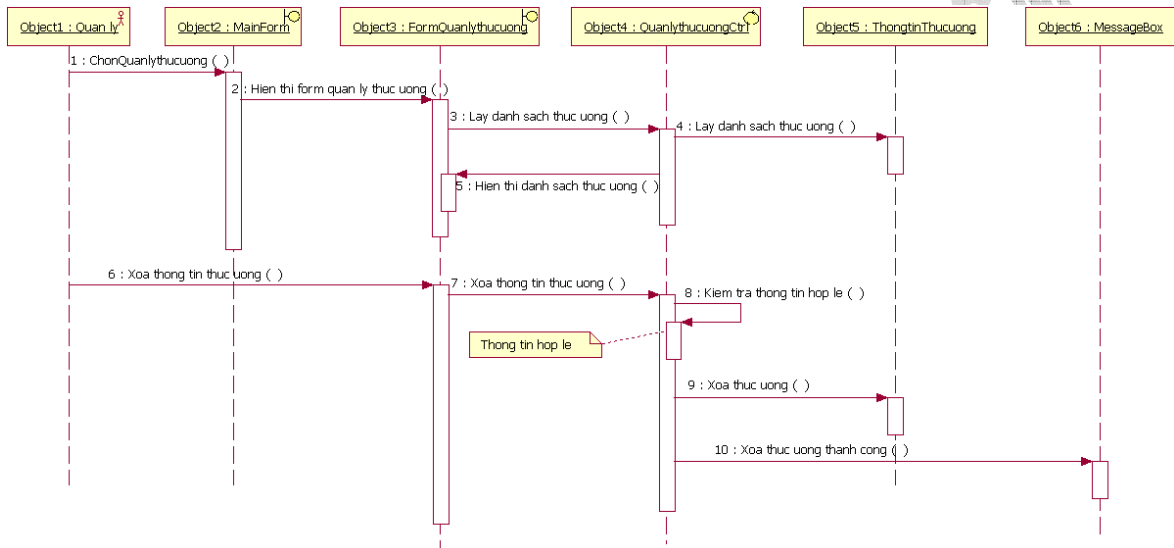 Object1 : Quan ly
Object2 : MainForm
Object3 : FormQuanlythucuong
Object4 : QuanlythucuongCtrl
Object5 : ThongtinThucuong
Object6 : MessageBox
1 : ChonQuanlythucuong ( )
2 : Hien thi form quan ly thuc uong ( )
3 : Lay danh sach thuc uong ( )
4 : Lay danh sach thuc uong ( )
5 : Hien thi danh sach thuc uong ( )
6 : Xoa thong tin thuc uong ( )
7 : Xoa thong tin thuc uong ( )
8 : Kiem tra thong tin hop le ( )
Thong tin hop le
9 : Xoa thuc uong ( )
10 : Xoa thuc uong thanh cong ( )